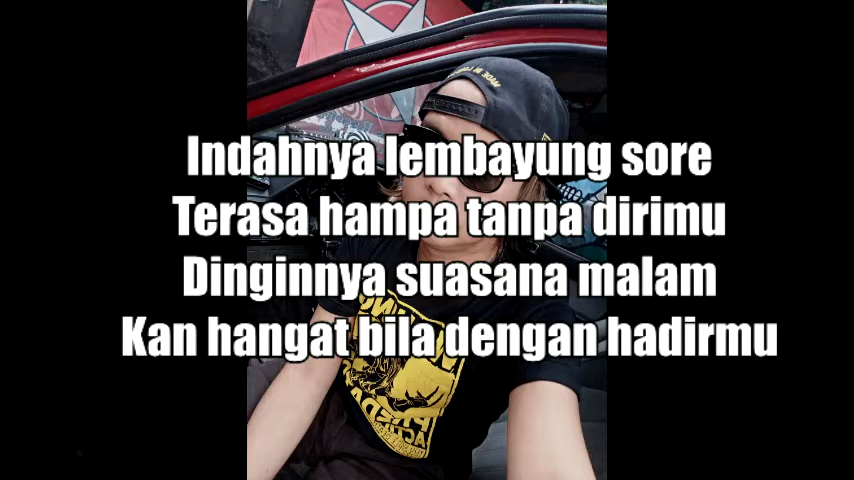 Indahnya lembayung sore
Terasa hampa tanpa dirimu
Dinginnya suasana malam
Kan hangat bila dengan hadirmu